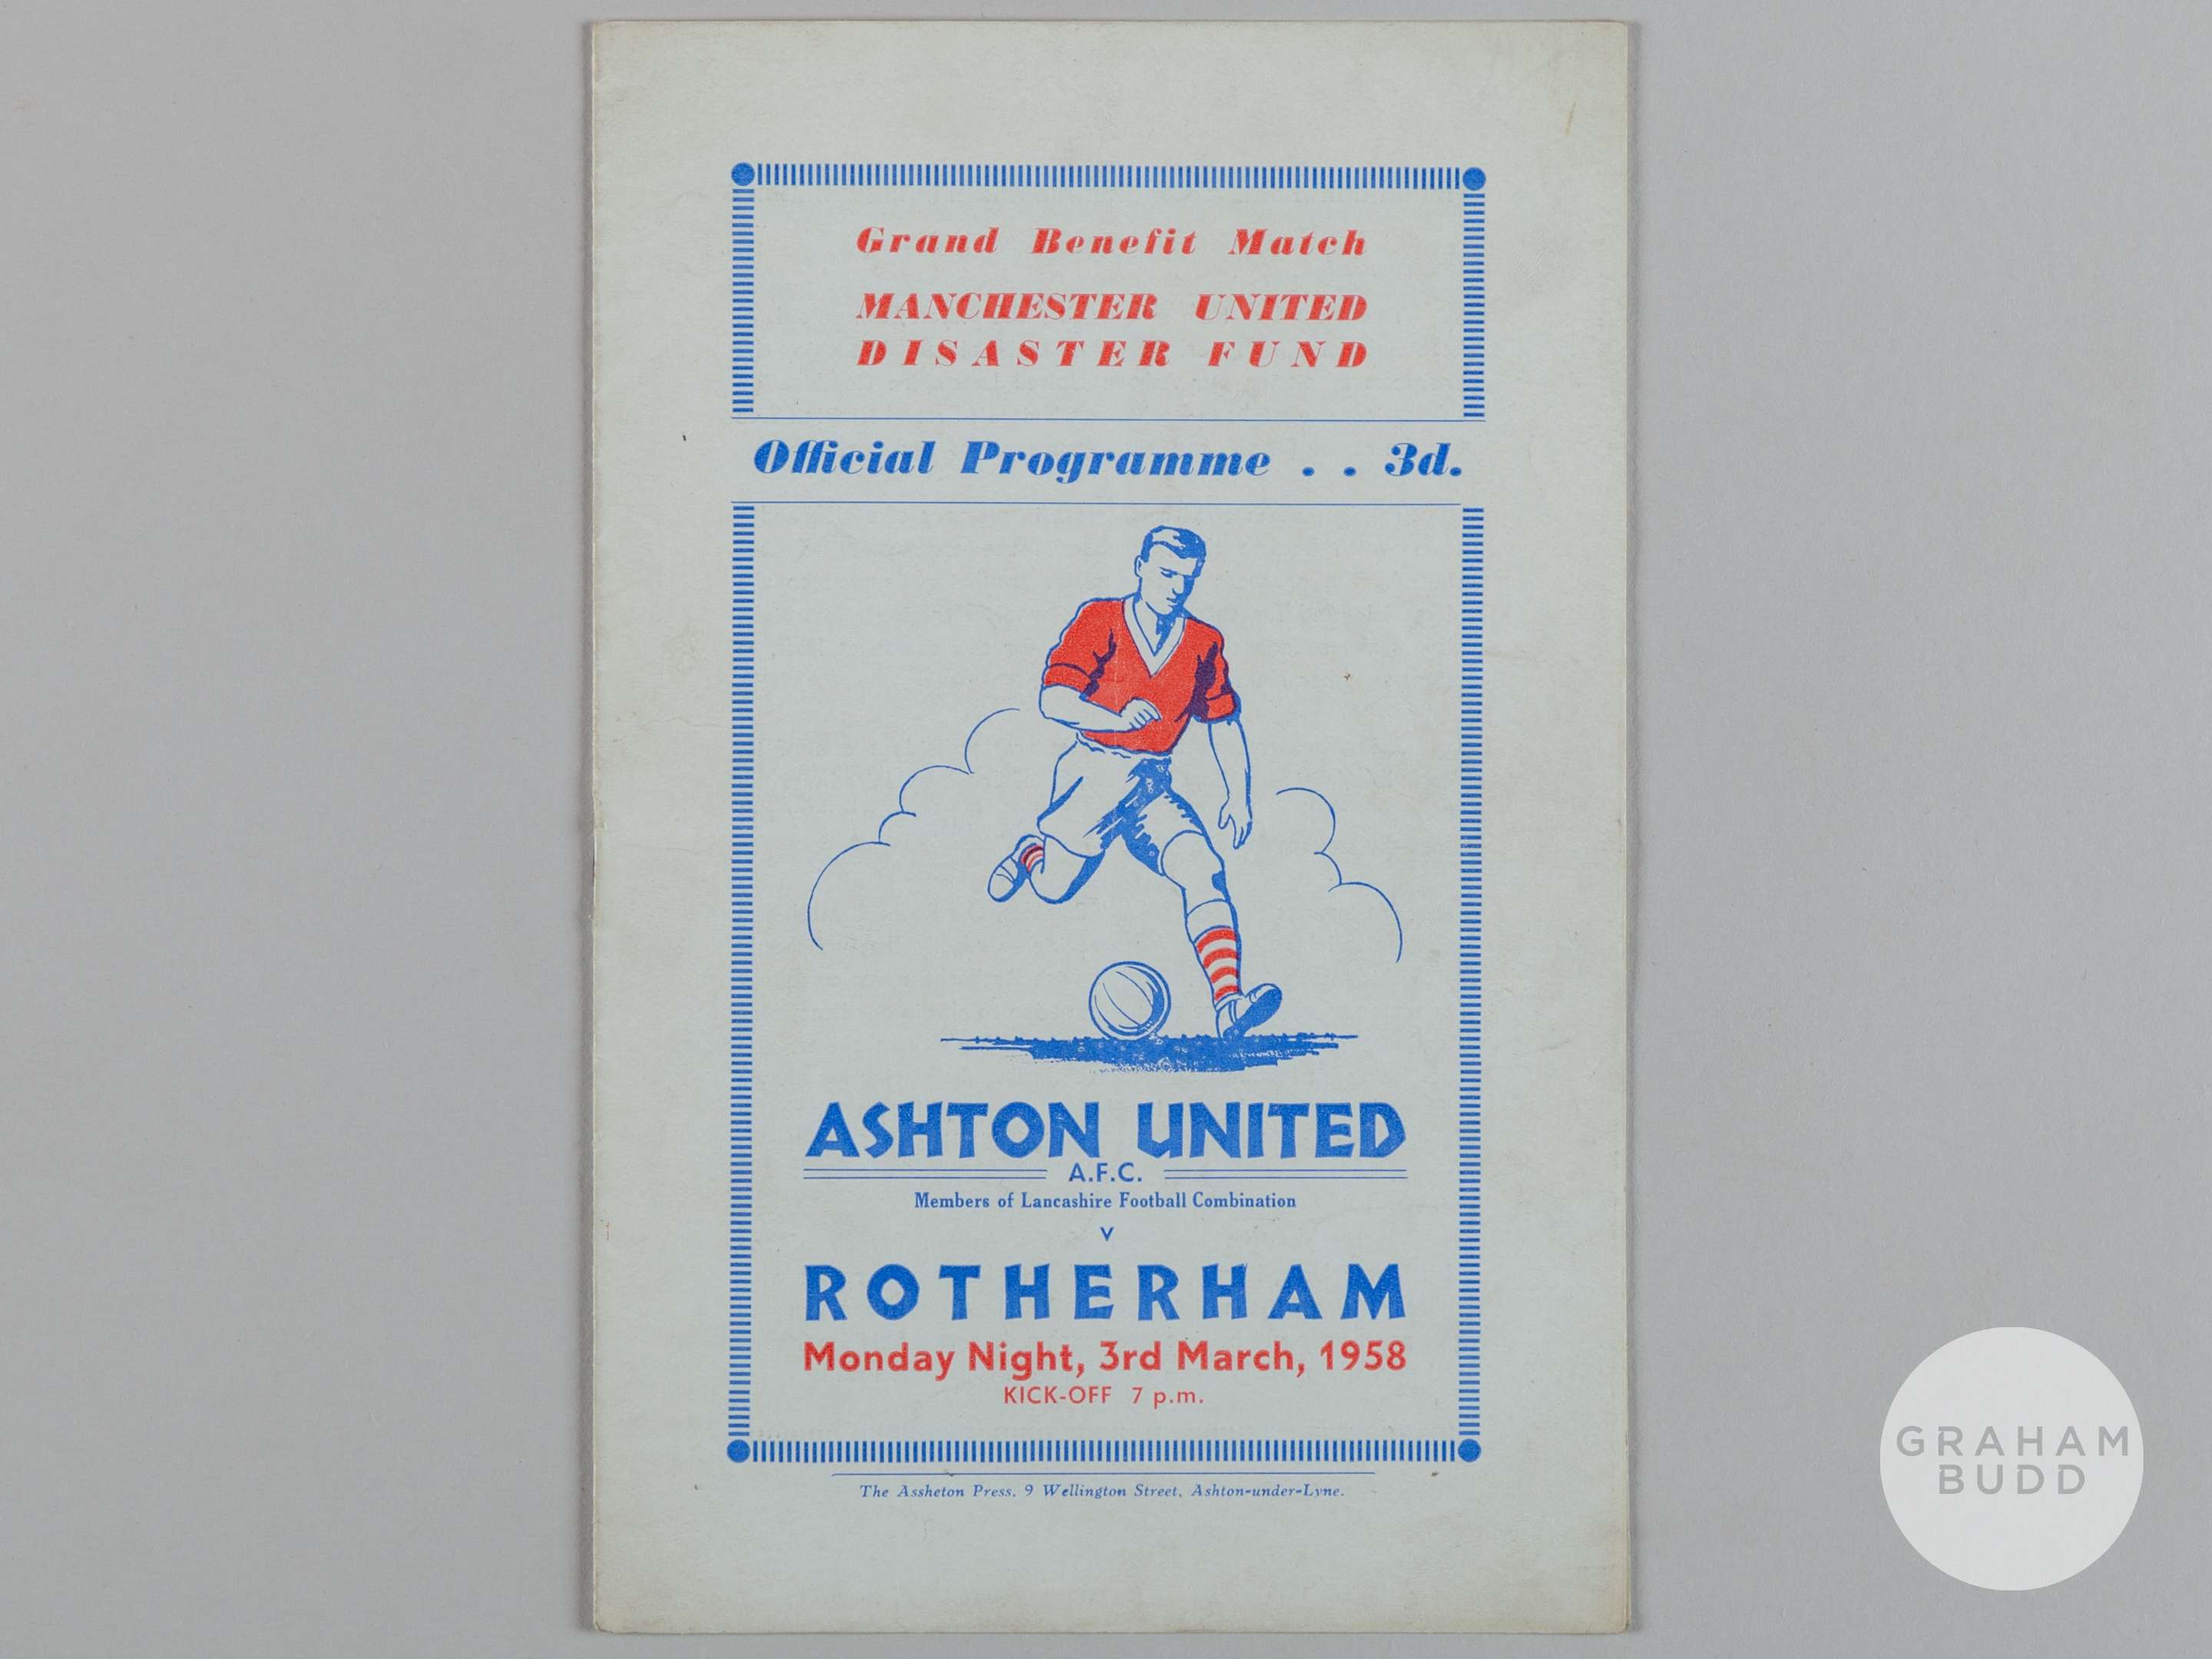 Grand Benefit Match
MANCHESTER UNITED
DISASTER FUND
Official Programme . . 3d.
ASHTON UNITED
A.F.C.
Members of Lancashire Football Combination
v
ROTHERHAM
Monday Night, 3rd March, 1958
KICK-OFF 7 p.m.
The Assheton Press, 9 Wellington Street, Ashton-under-Lyne.
GRAHAM
BUDD